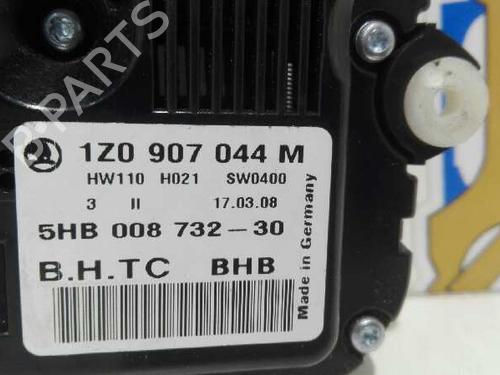 B-PARTS
1Z0 907 044 M
HW110 H021 SW0400
3 II 17.03.08
5HB 008 732-30
B.H.TC BHB
Made in Germany